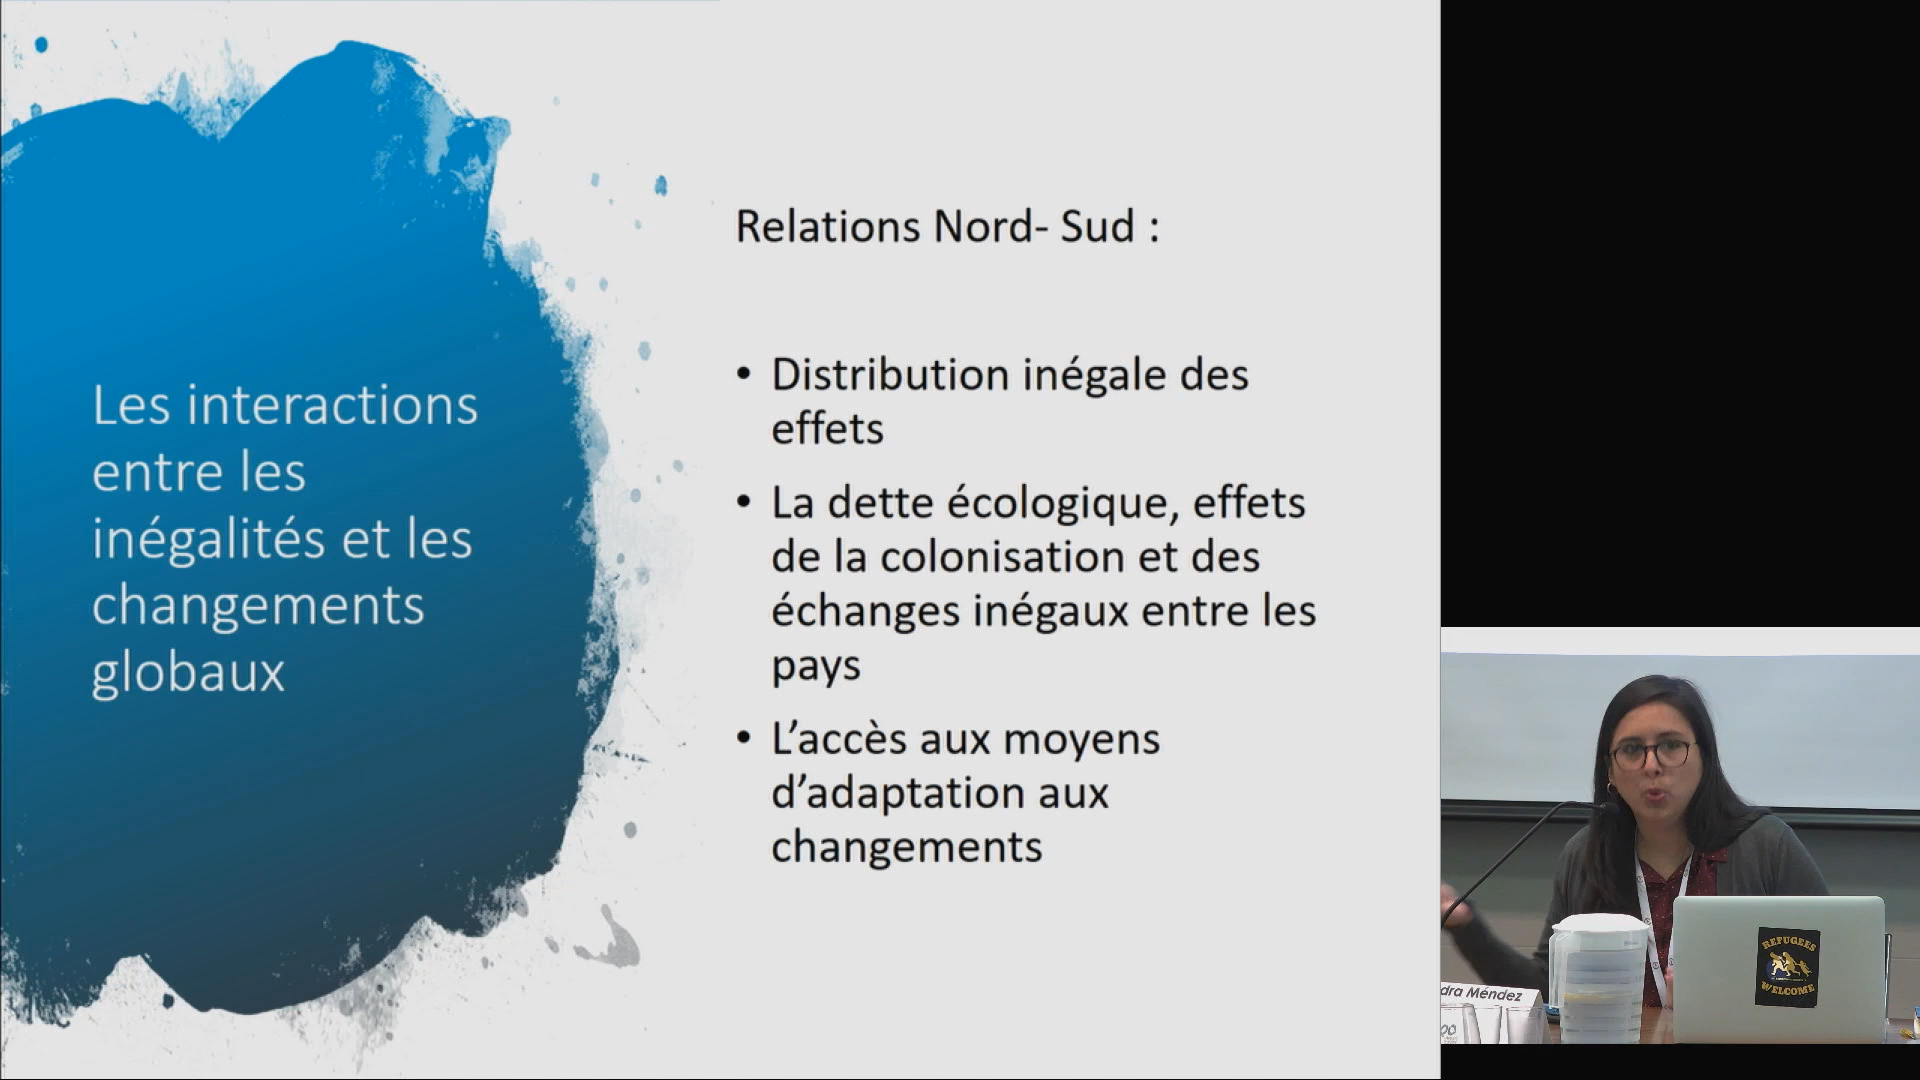 Les interactions
entre les
inégalités et les
changements
globaux
Relations Nord- Sud :
• Distribution inégale des
effets
• La dette écologique, effets
de la colonisation et des
échanges inégaux entre les
pays
• L’accès aux moyens
d’adaptation aux
changements
REFUGEES
WELCOME
Méndez